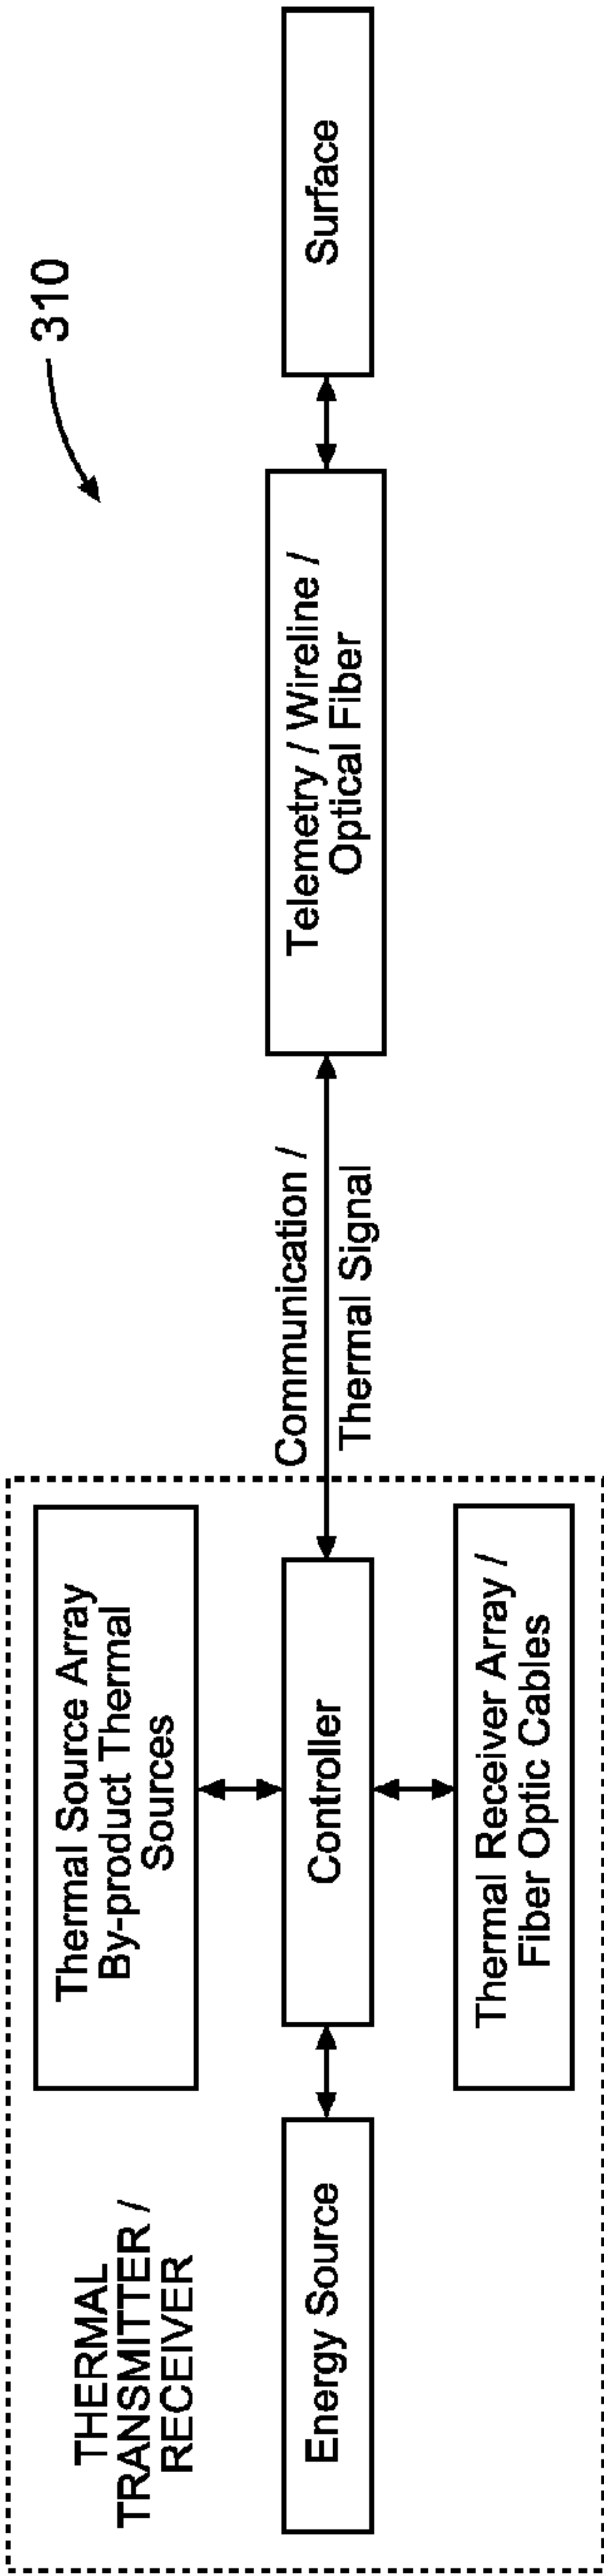 310
THERMAL
TRANSMITTER /
RECEIVER
Thermal Source Array
By-product Thermal
Sources
Energy Source
Controller
Communication /
Thermal Signal
Telemetry / Wireline /
Optical Fiber
Surface
Thermal Receiver Array /
Fiber Optic Cables